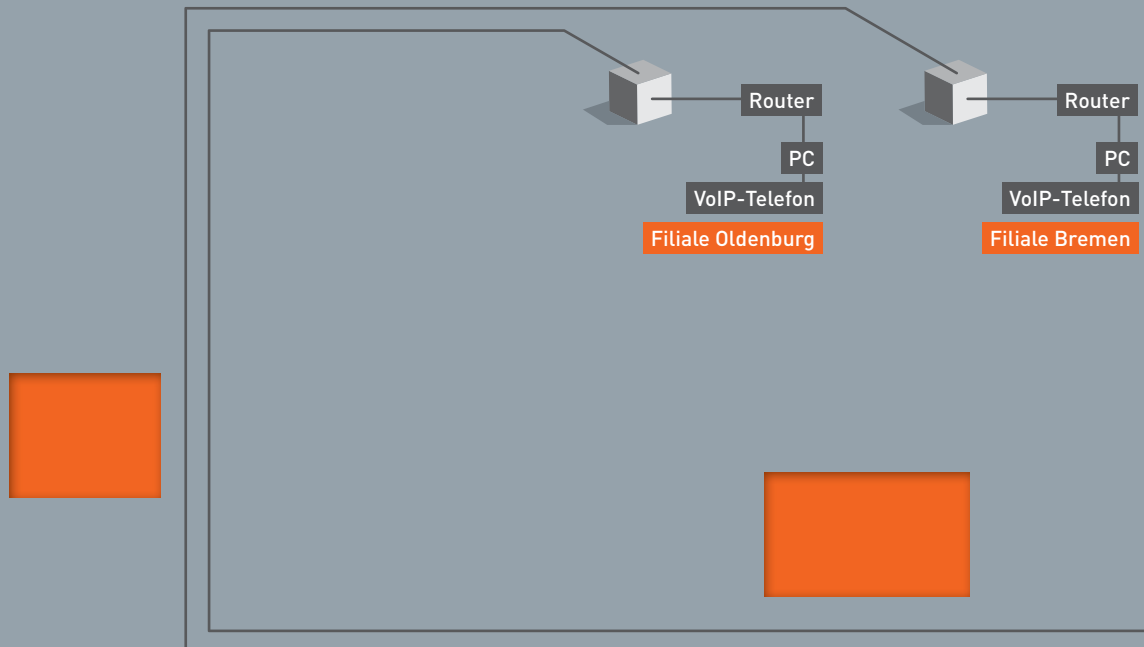 Router
PC
VoIP-Telefon
Filiale Oldenburg
Router
PC
VoIP-Telefon
Filiale Bremen